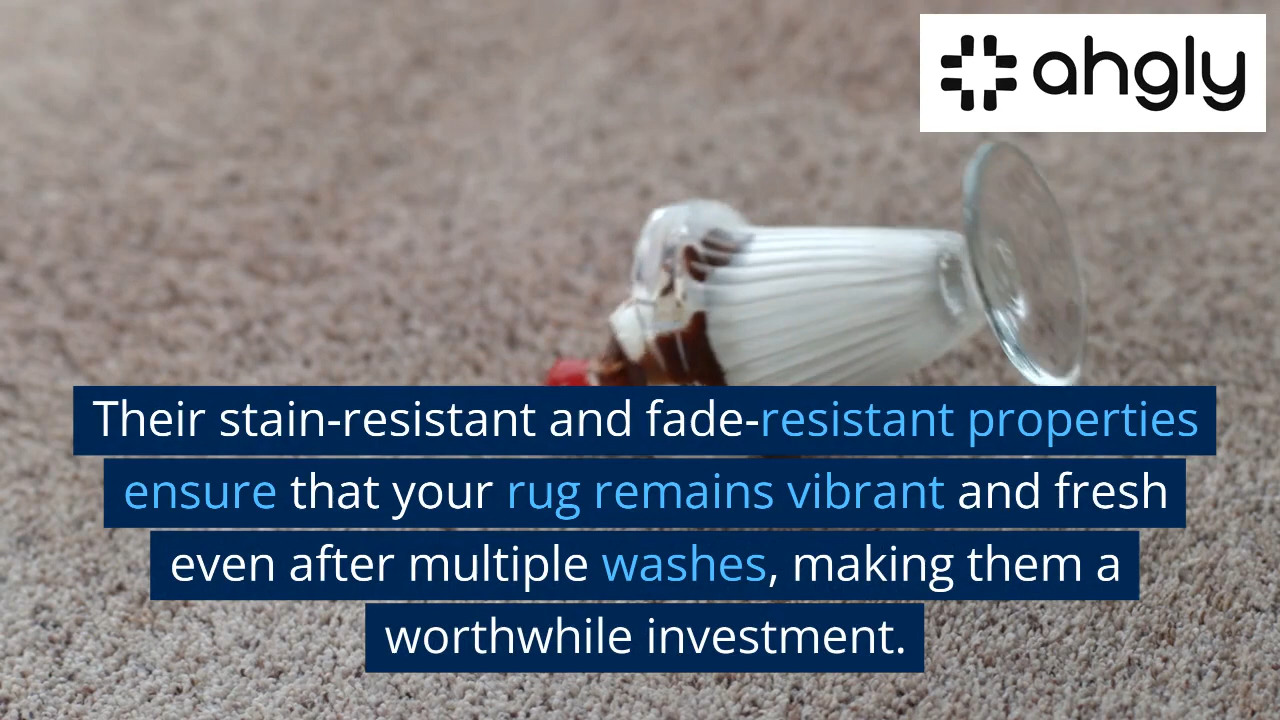 ahgly
Their stain-resistant and fade-resistant properties
ensure that your rug remains vibrant and fresh
even after multiple washes, making them a
worthwhile investment.